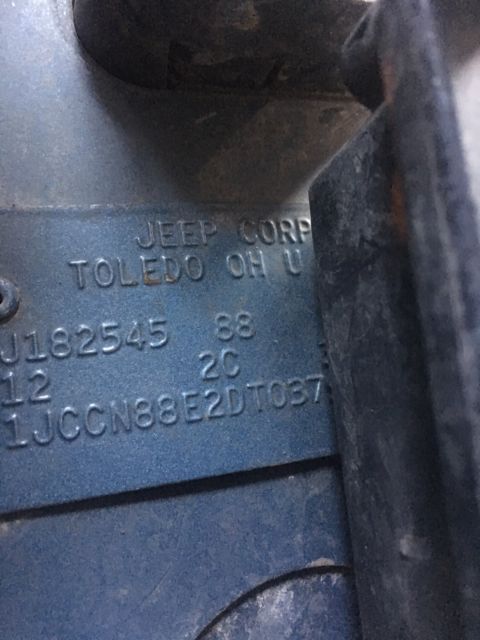 JEEP CORP
TOLEDO OH U
J182545 88
12 2C
1JCCN88E2DT037